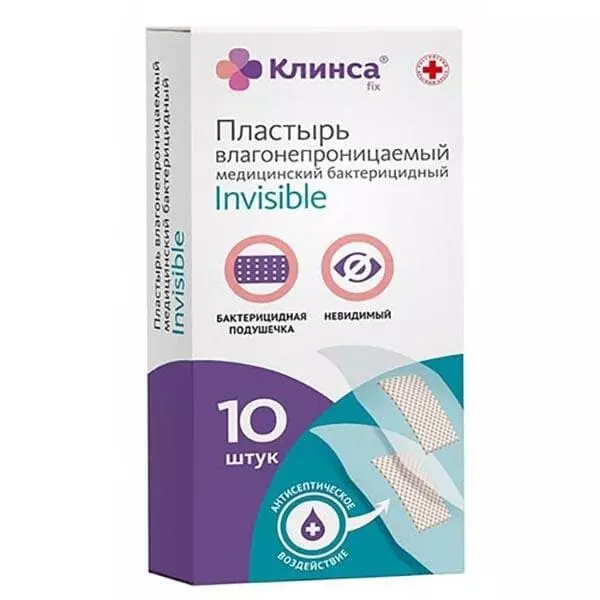 Клинса®
fix
Пластырь
влагонепроницаемый
медицинский бактерицидный
Invisible
БАКТЕРИЦИДНАЯ
ПОДУШЕЧКА
НЕВИДИМЫЙ
10
штук
АНТИСЕПТИЧЕСКОЕ
ВОЗДЕЙСТВИЕ
Пластырь влагонепроницаемый
медицинский бактерицидный
Invisible